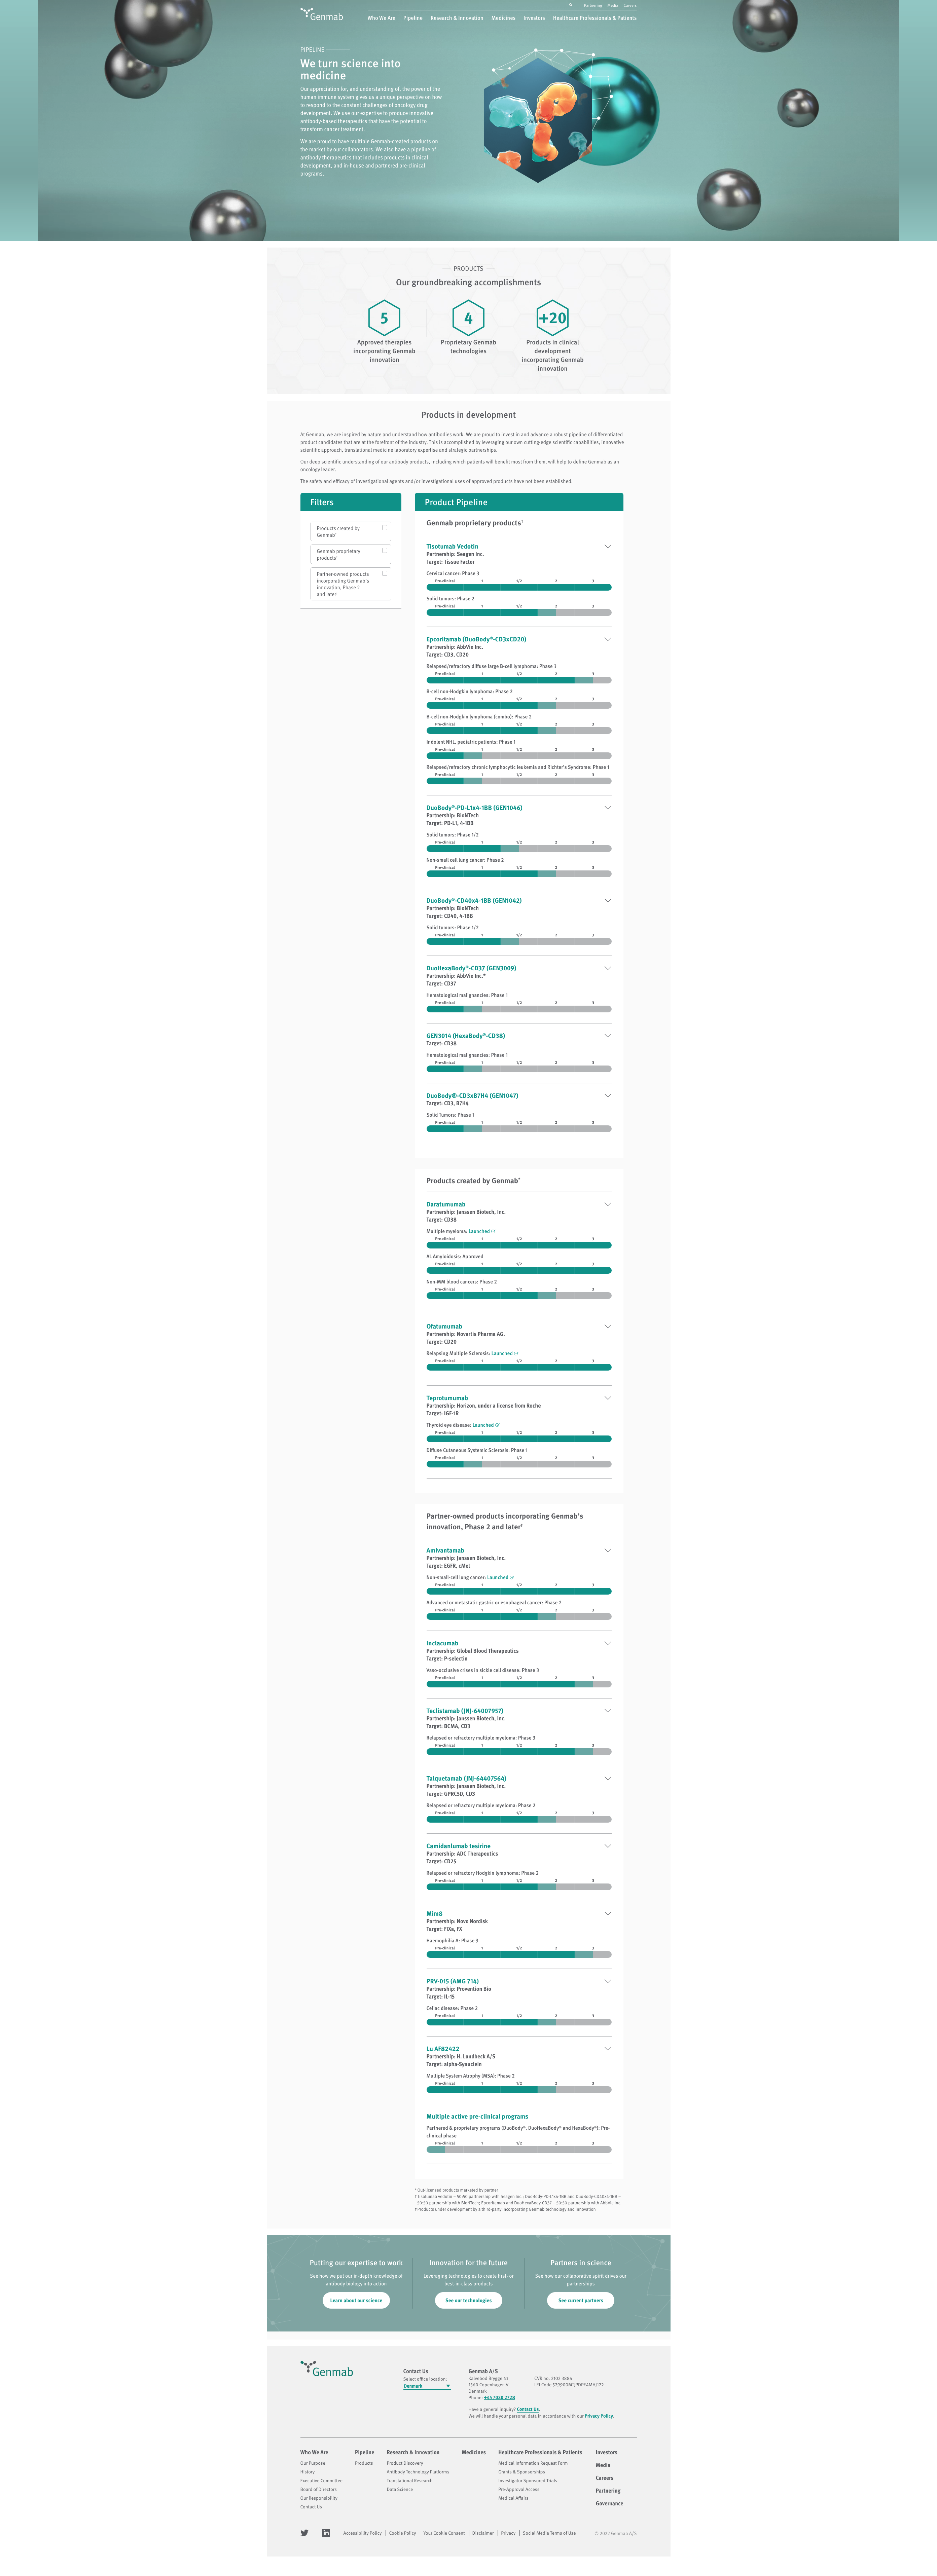 Genmab
Partnering Media Careers
Who We Are Pipeline Research & Innovation Medicines Investors Healthcare Professionals & Patients
PIPELINE
We turn science into
medicine
Our appreciation for, and understanding of, the power of the
human immune system gives us a unique perspective on how
to respond to the constant challenges of oncology drug
development. We use our expertise to produce innovative
antibody-based therapeutics that have the potential to
transform cancer treatment.
We are proud to have multiple Genmab-created products on
the market by our collaborators. We also have a pipeline of
antibody therapeutics that includes products in clinical
development, and in-house and partnered pre-clinical
programs.
PRODUCTS
Our groundbreaking accomplishments
5
Approved therapies
incorporating Genmab
innovation
4
Proprietary Genmab
technologies
+20
Products in clinical
development
incorporating Genmab
innovation
Products in development
At Genmab, we are inspired by nature and understand how antibodies work. We are proud to invest in and advance a robust pipeline of differentiated
product candidates that are at the forefront of the industry. This is accomplished by leveraging our own cutting-edge scientific capabilities, innovative
scientific approach, translational medicine laboratory expertise and strategic partnerships.
Our deep scientific understanding of our antibody products, including which patients will benefit most from them, will help to define Genmab as an
oncology leader.
The safety and efficacy of investigational agents and/or investigational uses of approved products have not been established.
Filters
Products created by
Genmab*
Genmab proprietary
products†
Partner-owned products
incorporating Genmab's
innovation, Phase 2
and later‡
Product Pipeline
Genmab proprietary products†
Tisotumab Vedotin
Partnership: Seagen Inc.
Target: Tissue Factor
Cervical cancer: Phase 3
Pre-clinical 1 1/2 2 3
Solid tumors: Phase 2
Pre-clinical 1 1/2 2 3
Epcoritamab (DuoBody®-CD3xCD20)
Partnership: AbbVie Inc.
Target: CD3, CD20
Relapsed/refractory diffuse large B-cell lymphoma: Phase 3
Pre-clinical 1 1/2 2 3
B-cell non-Hodgkin lymphoma: Phase 2
Pre-clinical 1 1/2 2 3
B-cell non-Hodgkin lymphoma (combo): Phase 2
Pre-clinical 1 1/2 2 3
Indolent NHL, pediatric patients: Phase 1
Pre-clinical 1 1/2 2 3
Relapsed/refractory chronic lymphocytic leukemia and Richter's Syndrome: Phase 1
Pre-clinical 1 1/2 2 3
DuoBody®-PD-L1x4-1BB (GEN1046)
Partnership: BioNTech
Target: PD-L1, 4-1BB
Solid tumors: Phase 1/2
Pre-clinical 1 1/2 2 3
Non-small cell lung cancer: Phase 2
Pre-clinical 1 1/2 2 3
DuoBody®-CD40x4-1BB (GEN1042)
Partnership: BioNTech
Target: CD40, 4-1BB
Solid tumors: Phase 1/2
Pre-clinical 1 1/2 2 3
DuoHexaBody®-CD37 (GEN3009)
Partnership: AbbVie Inc.*
Target: CD37
Hematological malignancies: Phase 1
Pre-clinical 1 1/2 2 3
GEN3014 (HexaBody®-CD38)
Target: CD38
Hematological malignancies: Phase 1
Pre-clinical 1 1/2 2 3
DuoBody®-CD3xB7H4 (GEN1047)
Target: CD3, B7H4
Solid Tumors: Phase 1
Pre-clinical 1 1/2 2 3
Products created by Genmab*
Daratumumab
Partnership: Janssen Biotech, Inc.
Target: CD38
Multiple myeloma: Launched
Pre-clinical 1 1/2 2 3
AL Amyloidosis: Approved
Pre-clinical 1 1/2 2 3
Non-MM blood cancers: Phase 2
Pre-clinical 1 1/2 2 3
Ofatumumab
Partnership: Novartis Pharma AG.
Target: CD20
Relapsing Multiple Sclerosis: Launched
Pre-clinical 1 1/2 2 3
Teprotumumab
Partnership: Horizon, under a license from Roche
Target: IGF-1R
Thyroid eye disease: Launched
Pre-clinical 1 1/2 2 3
Diffuse Cutaneous Systemic Sclerosis: Phase 1
Pre-clinical 1 1/2 2 3
Partner-owned products incorporating Genmab's
innovation, Phase 2 and later‡
Amivantamab
Partnership: Janssen Biotech, Inc.
Target: EGFR, cMet
Non-small-cell lung cancer: Launched
Pre-clinical 1 1/2 2 3
Advanced or metastatic gastric or esophageal cancer: Phase 2
Pre-clinical 1 1/2 2 3
Inclacumab
Partnership: Global Blood Therapeutics
Target: P-selectin
Vaso-occlusive crises in sickle cell disease: Phase 3
Pre-clinical 1 1/2 2 3
Teclistamab (JNJ-64007957)
Partnership: Janssen Biotech, Inc.
Target: BCMA, CD3
Relapsed or refractory multiple myeloma: Phase 3
Pre-clinical 1 1/2 2 3
Talquetamab (JNJ-64407564)
Partnership: Janssen Biotech, Inc.
Target: GPRC5D, CD3
Relapsed or refractory multiple myeloma: Phase 2
Pre-clinical 1 1/2 2 3
Camidanlumab tesirine
Partnership: ADC Therapeutics
Target: CD25
Relapsed or refractory Hodgkin lymphoma: Phase 2
Pre-clinical 1 1/2 2 3
Mim8
Partnership: Novo Nordisk
Target: FIXa, FX
Haemophilia A: Phase 3
Pre-clinical 1 1/2 2 3
PRV-015 (AMG 714)
Partnership: Provention Bio
Target: IL-15
Celiac disease: Phase 2
Pre-clinical 1 1/2 2 3
Lu AF82422
Partnership: H. Lundbeck A/S
Target: alpha-Synuclein
Multiple System Atrophy (MSA): Phase 2
Pre-clinical 1 1/2 2 3
Multiple active pre-clinical programs
Partnered & proprietary programs (DuoBody®, DuoHexaBody® and HexaBody®): Pre-
clinical phase
Pre-clinical 1 1/2 2 3
* Out-licensed products marketed by partner
† Tisotumab vedotin – 50:50 partnership with Seagen Inc.; DuoBody-PD-L1x4-1BB and DuoBody-CD40x4-1BB –
50:50 partnership with BioNTech; Epcoritamab and DuoHexaBody-CD37 – 50:50 partnership with AbbVie Inc.
‡ Products under development by a third-party incorporating Genmab technology and innovation
Putting our expertise to work
See how we put our in-depth knowledge of
antibody biology into action
Learn about our science
Innovation for the future
Leveraging technologies to create first- or
best-in-class products
See our technologies
Partners in science
See how our collaborative spirit drives our
partnerships
See current partners
Genmab
Contact Us
Select office location:
Denmark
Genmab A/S
Kalvebod Brygge 43
1560 Copenhagen V
Denmark
Phone: +45 7020 2728
CVR no. 2102 3884
Have a general inquiry? Contact Us.
We will handle your personal data in accordance with our Privacy Policy.
Who We Are
Our Purpose
History
Executive Committee
Board of Directors
Our Responsibility
Contact Us
Pipeline
Products
Research & Innovation
Product Discovery
Antibody Technology Platforms
Translational Research
Data Science
Medicines
Healthcare Professionals & Patients
Medical Information Request Form
Grants & Sponsorships
Investigator Sponsored Trials
Pre-Approval Access
Medical Affairs
Investors
Media
Careers
Partnering
Governance
Accessibility Policy | Cookie Policy | Your Cookie Consent | Disclaimer | Privacy | Social Media Terms of Use
© 2022 Genmab A/S